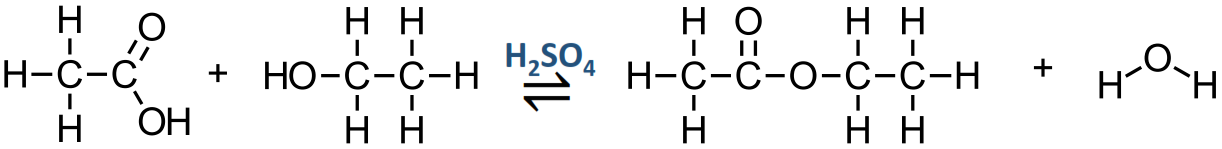 H O H H H O H H
H–C–C + HO–C–C–H H₂SO₄ ⇌ H–C–C–O–C–C–H + H O H
H OH H H H H H